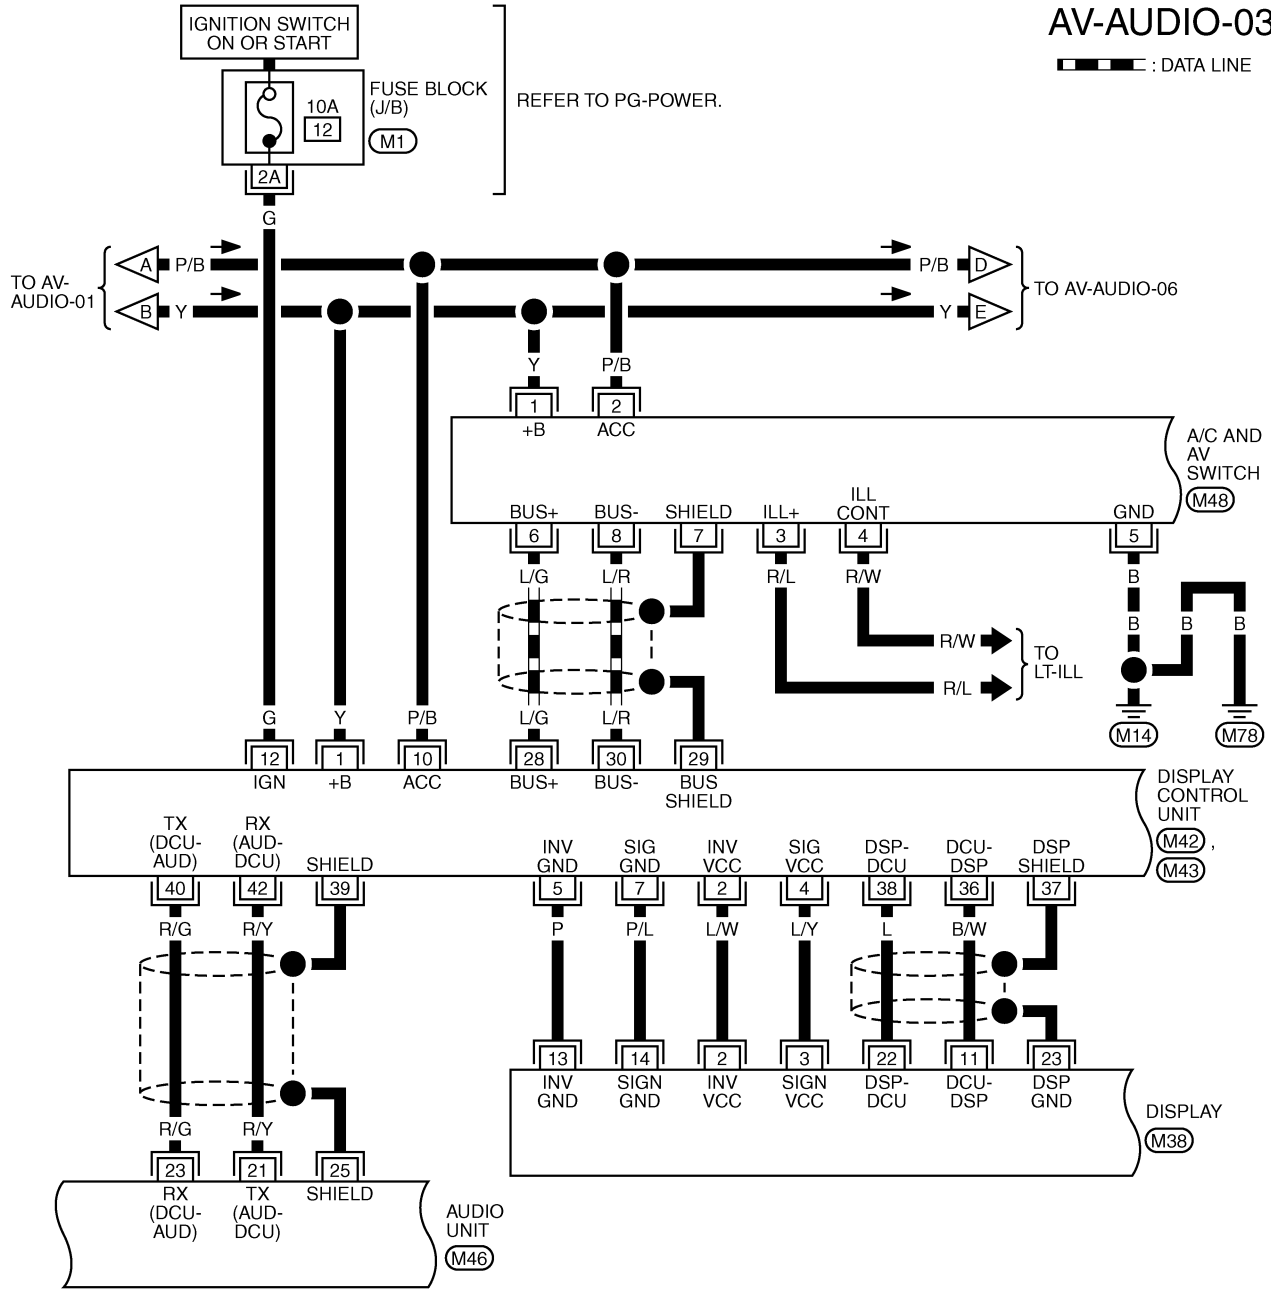 AV-AUDIO-03
: DATA LINE
IGNITION SWITCH
ON OR START
FUSE BLOCK
(J/B)
M1
10A
12
REFER TO PG-POWER.
2A
G
TO AV-
AUDIO-01
A P/B
B Y
P/B D
Y E
TO AV-AUDIO-06
Y P/B
1 2
+B ACC
A/C AND
AV
SWITCH
M48
BUS+ BUS- SHIELD ILL+ ILL
CONT GND
6 8 7 3 4 5
L/G L/R R/L R/W B
B B B
R/W
R/L
TO
LT-ILL
M14 M78
G Y P/B L/G L/R
12 1 10 28 30 29
IGN +B ACC BUS+ BUS- BUS
SHIELD
DISPLAY
CONTROL
UNIT
M42 ,
M43
TX
(DCU-
AUD)
RX
(AUD-
DCU)
SHIELD
INV
GND
SIG
GND
INV
VCC
SIG
VCC
DSP-
DCU
DCU-
DSP
DSP
SHIELD
40 42 39 5 7 2 4 38 36 37
R/G R/Y P P/L L/W L/Y L B/W
13 14 2 3 22 11 23
INV
GND
SIGN
GND
INV
VCC
SIGN
VCC
DSP-
DCU
DCU-
DSP
DSP
GND
DISPLAY
M38
R/G R/Y
23 21 25
RX
(DCU-
AUD)
TX
(AUD-
DCU)
SHIELD
AUDIO
UNIT
M46